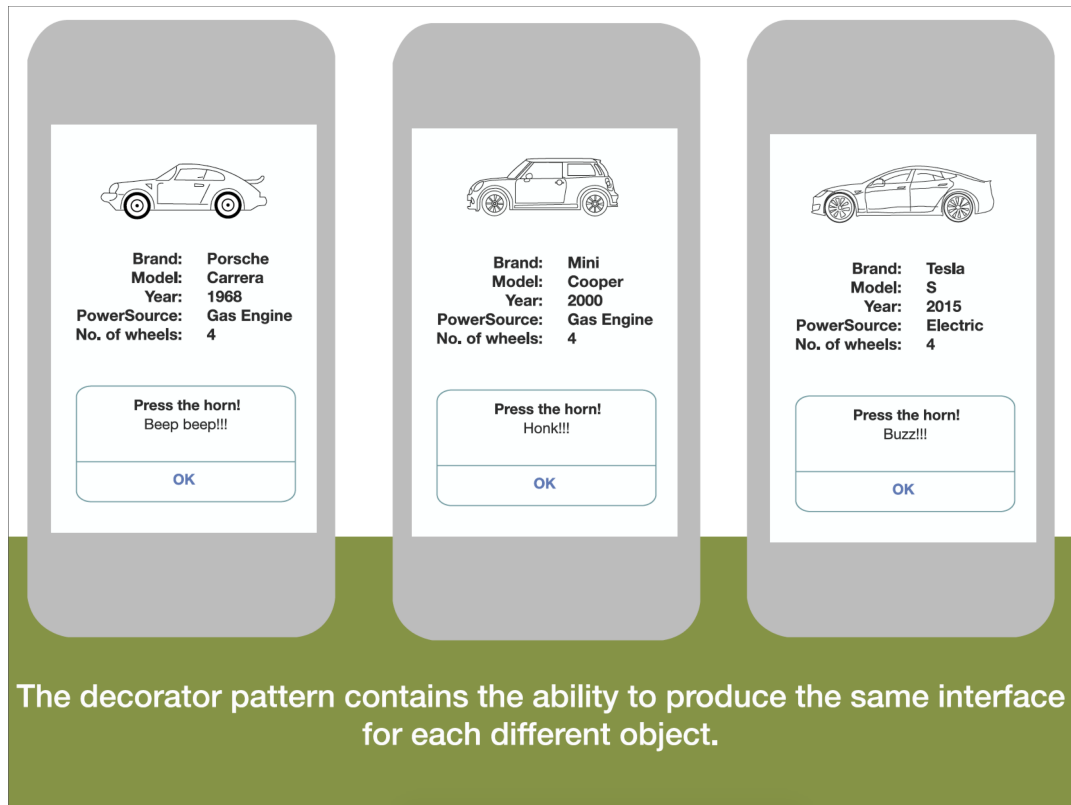 Brand: Porsche
Model: Carrera
Year: 1968
PowerSource: Gas Engine
No. of wheels: 4
Press the horn!
Beep beep!!!
OK
Brand: Mini
Model: Cooper
Year: 2000
PowerSource: Gas Engine
No. of wheels: 4
Press the horn!
Honk!!!
OK
Brand: Tesla
Model: S
Year: 2015
PowerSource: Electric
No. of wheels: 4
Press the horn!
Buzz!!!
OK
The decorator pattern contains the ability to produce the same interface
for each different object.